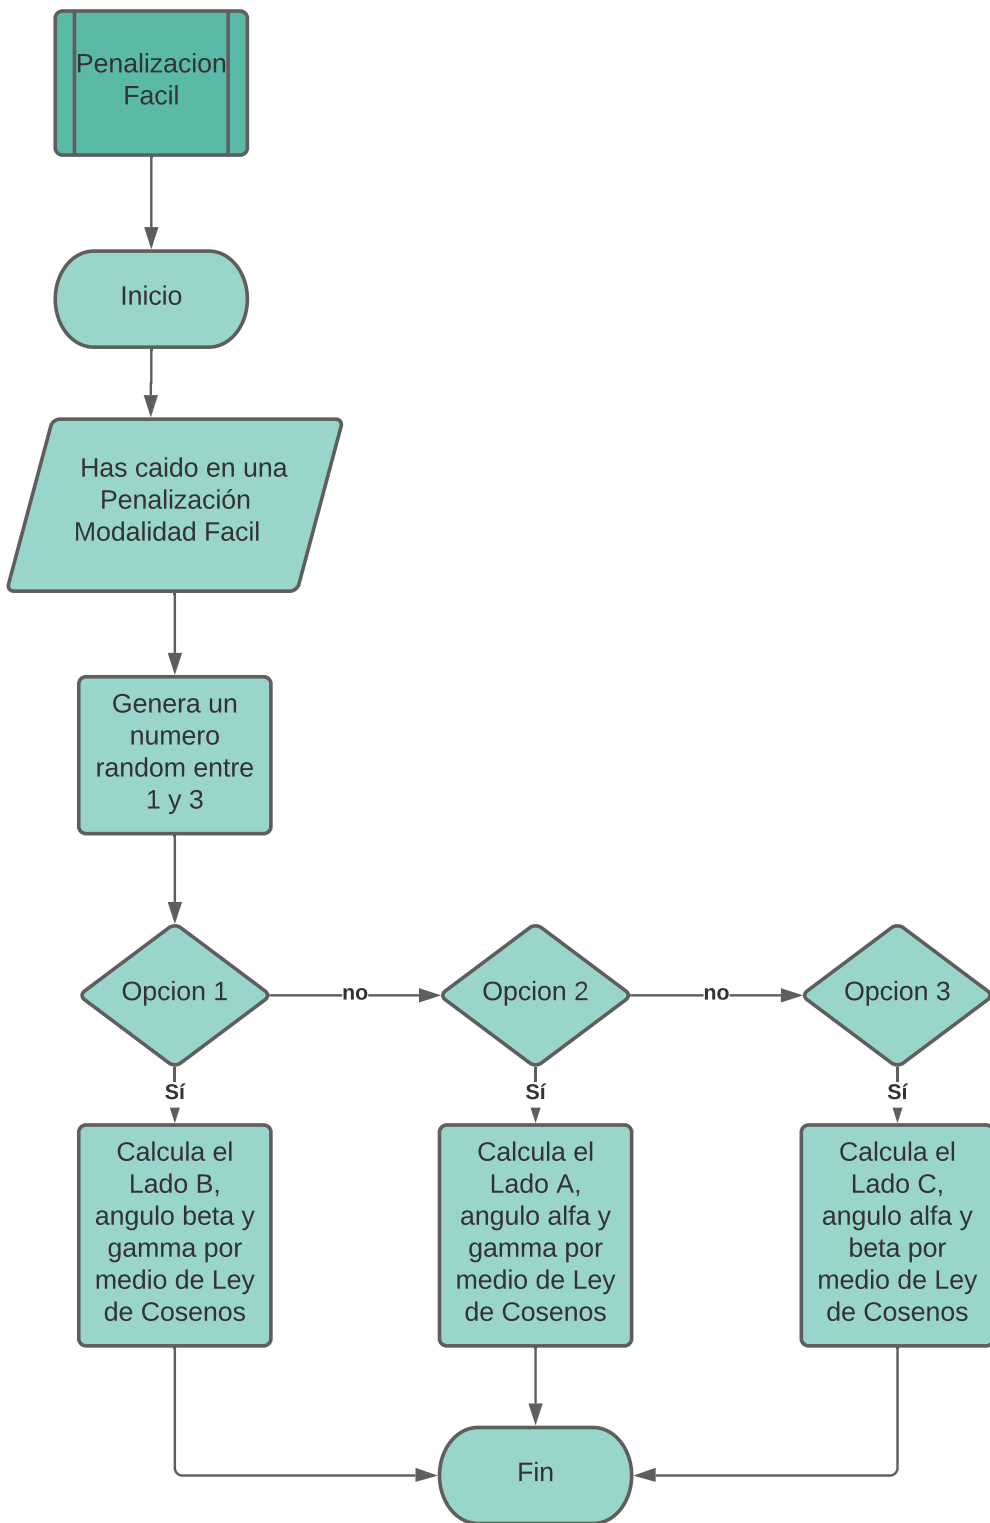 Penalizacion
Facil
Inicio
Has caido en una
Penalización
Modalidad Facil
Genera un
numero
random entre
1 y 3
Opcion 1
no
Opcion 2
no
Opcion 3
Sí
Sí
Sí
Calcula el
Lado B,
angulo beta y
gamma por
medio de Ley
de Cosenos
Calcula el
Lado A,
angulo alfa y
gamma por
medio de Ley
de Cosenos
Calcula el
Lado C,
angulo alfa y
beta por
medio de Ley
de Cosenos
Fin